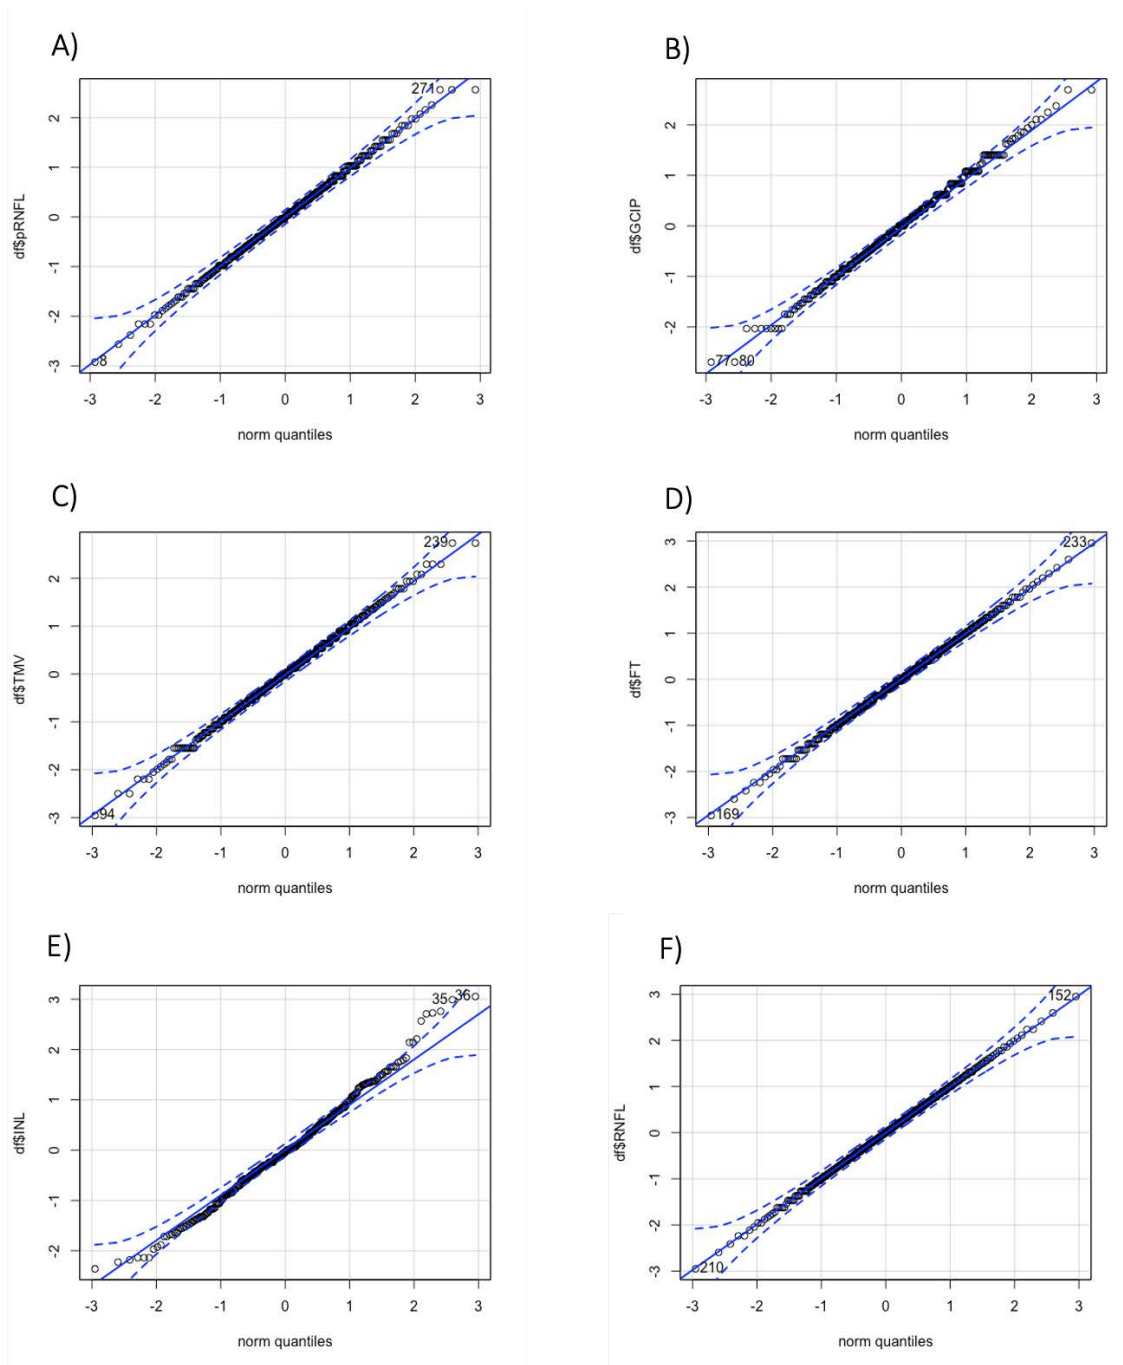 A)
271
2
1
0
-1
-2
-3
8
df$pRNFL
-3 -2 -1 0 1 2 3
norm quantiles
B)
2
1
0
-1
-2
77 80
df$GCIP
-3 -2 -1 0 1 2 3
norm quantiles
C)
239
2
1
0
-1
-2
-3
94
df$TMV
-3 -2 -1 0 1 2 3
norm quantiles
D)
233
3
2
1
0
-1
-2
-3
169
df$FT
-3 -2 -1 0 1 2 3
norm quantiles
E)
35 36
3
2
1
0
-1
-2
df$INL
-3 -2 -1 0 1 2 3
norm quantiles
F)
152
3
2
1
0
-1
-2
-3
210
df$RNFL
-3 -2 -1 0 1 2 3
norm quantiles